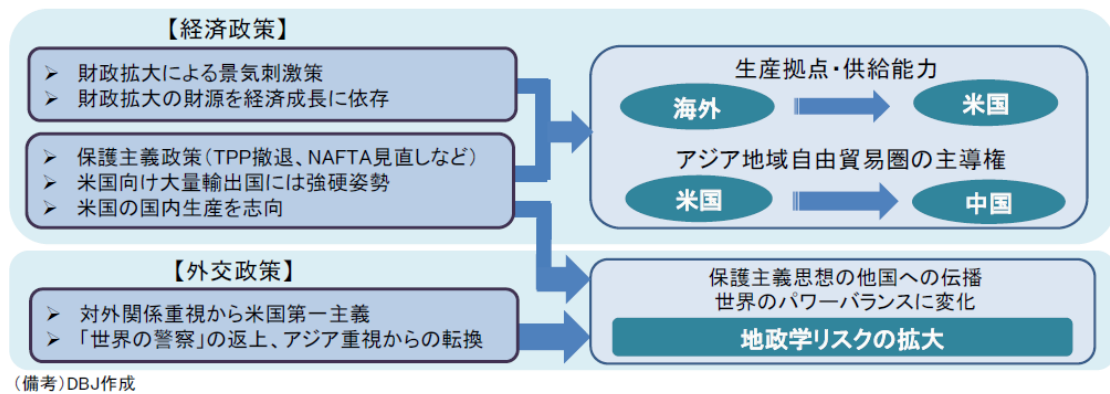 【経済政策】
➢ 財政拡大による景気刺激策
➢ 財政拡大の財源を経済成長に依存
➢ 保護主義政策(TPP撤退、NAFTA見直しなど)
➢ 米国向け大量輸出国には強硬姿勢
➢ 米国の国内生産を志向
生産拠点・供給能力
海外
米国
アジア地域自由貿易圏の主導権
米国
中国
【外交政策】
➢ 対外関係重視から米国第一主義
➢ 「世界の警察」の返上、アジア重視からの転換
保護主義思想の他国への伝播
世界のパワーバランスに変化
地政学リスクの拡大
(備考)DBJ作成